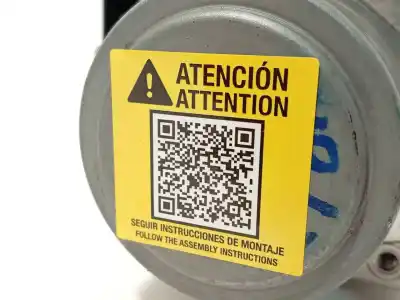 ATENCIÓN
ATTENTION
SEGUIR INSTRUCCIONES DE MONTAJE
FOLLOW THE ASSEMBLY INSTRUCTIONS